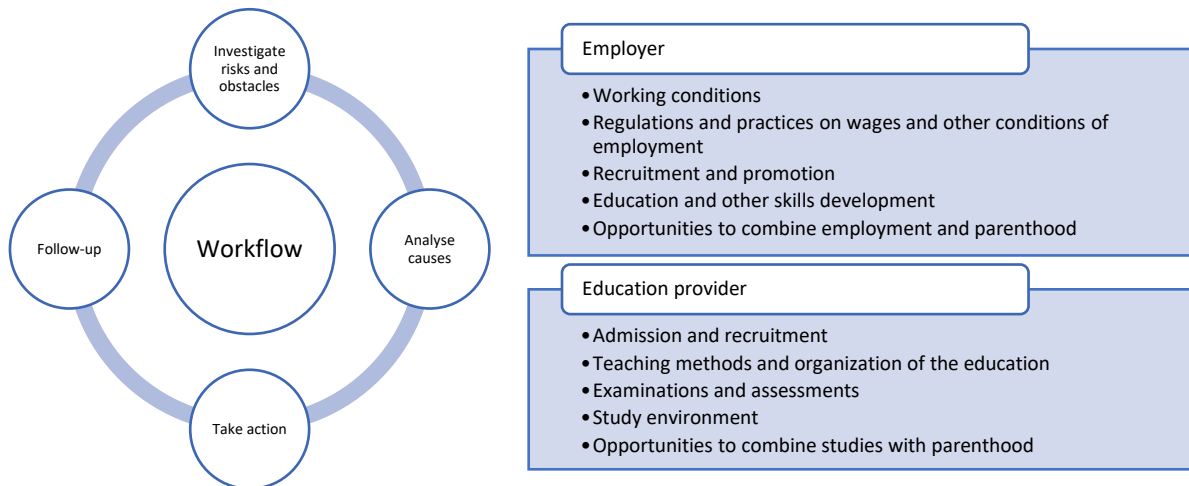 Investigate
risks and
obstacles
Follow-up
Workflow
Analyse
causes
Take action
Employer
•Working conditions
•Regulations and practices on wages and other conditions of
employment
•Recruitment and promotion
•Education and other skills development
•Opportunities to combine employment and parenthood
Education provider
•Admission and recruitment
•Teaching methods and organization of the education
•Examinations and assessments
•Study environment
•Opportunities to combine studies with parenthood